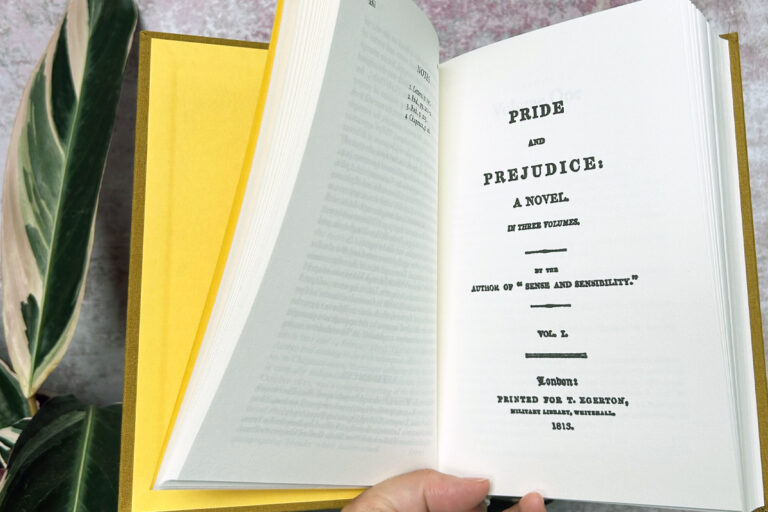 NOTES
PRIDE
AND
PREJUDICE:
A NOVEL.
IN THREE VOLUMES.
BY THE
AUTHOR OF “ SENSE AND SENSIBILITY.”
VOL. I.
London:
PRINTED FOR T. EGERTON,
MILITARY LIBRARY, WHITEHALL.
1813.